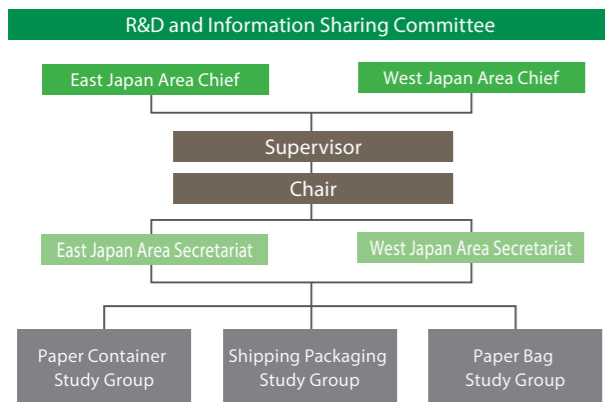 R&D and Information Sharing Committee
East Japan Area Chief
West Japan Area Chief
Supervisor
Chair
East Japan Area Secretariat
West Japan Area Secretariat
Paper Container
Study Group
Shipping Packaging
Study Group
Paper Bag
Study Group